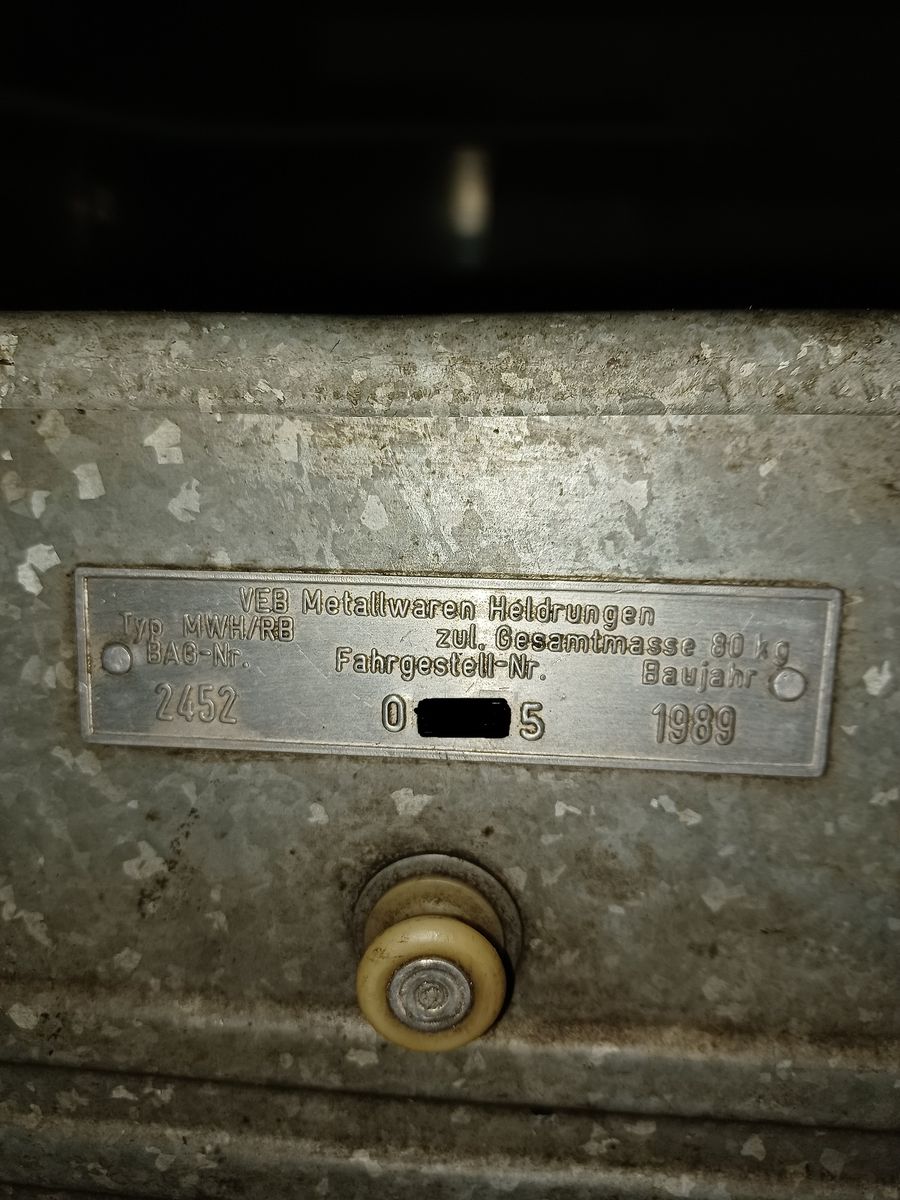 VEB Metallwaren Heldrungen
Typ MWH/RB zul. Gesamtmasse 80 kg
BAG-Nr. Fahrgestell-Nr. Baujahr
2452 0 5 1989